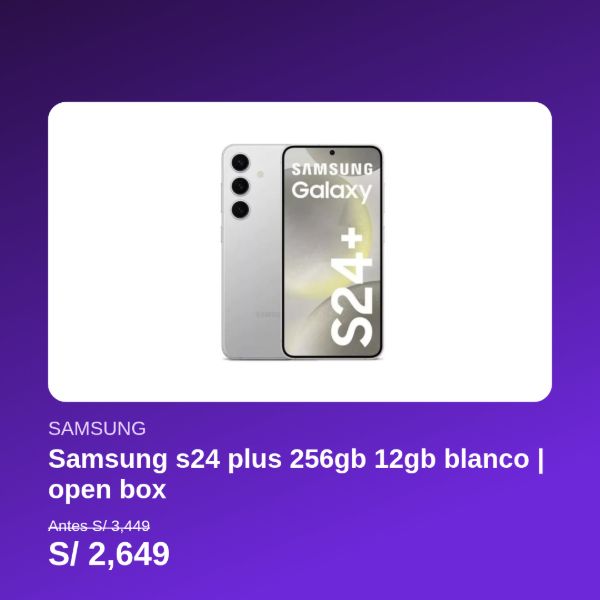 SAMSUNG
Galaxy
S24+
SAMSUNG
Samsung s24 plus 256gb 12gb blanco |
open box
Antes S/ 3,449
S/ 2,649